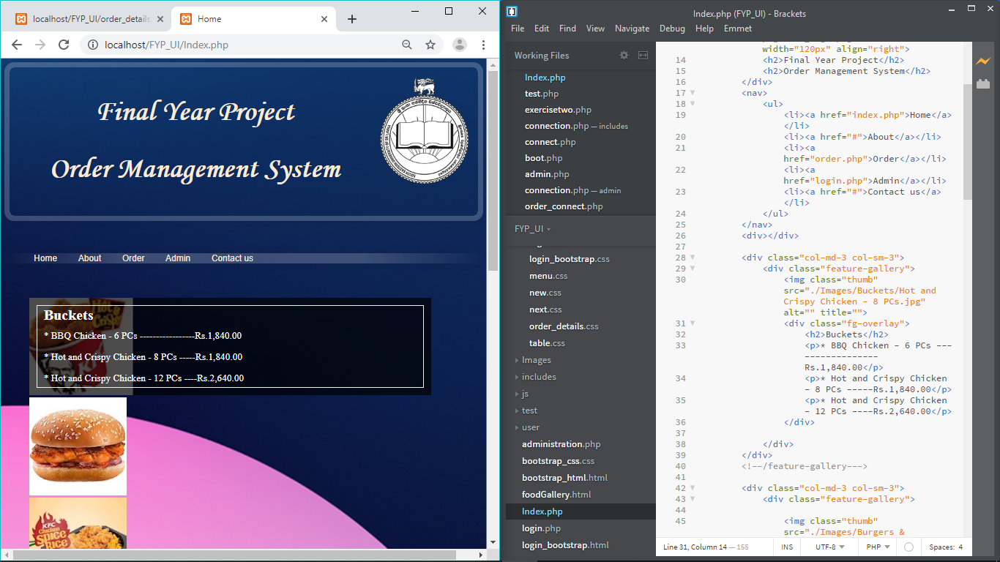 localhost/FYP_UI/order_details
Home
localhost/FYP_UI/Index.php
Final Year Project
Order Management System
Home About Order Admin Contact us
Buckets
* BBQ Chicken - 6 PCs -----------------Rs.1,840.00
* Hot and Crispy Chicken - 8 PCs -----Rs.1,840.00
* Hot and Crispy Chicken - 12 PCs ----Rs.2,640.00
KFC
Chicken
SPICE
RICE
Index.php (FYP_UI) - Brackets
File Edit Find View Navigate Debug Help Emmet
Working Files
Index.php
test.php
exercisetwo.php
connection.php — includes
connect.php
boot.php
admin.php
connection.php — admin
order_connect.php
FYP_UI
login_bootstrap.css
menu.css
new.css
next.css
order_details.css
table.css
Images
includes
js
test
user
administration.php
bootstrap_css.css
bootstrap_html.html
foodGallery.html
Index.php
login.php
login_bootstrap.html
width="120px" align="right">
14 <h2>Final Year Project</h2>
15 <h2>Order Management System</h2>
16 </div>
17 <nav>
18 <ul>
19 <li><a href="index.php">Home</a>
</li>
20 <li><a href="#">About</a></li>
21 <li><a
href="order.php">Order</a></li>
22 <li><a
href="login.php">Admin</a></li>
23 <li><a href="#">Contact us</a>
</li>
24 </ul>
25 </nav>
26 <div></div>
27
28 <div class="col-md-3 col-sm-3">
29 <div class="feature-gallery">
30 <img class="thumb"
src="./Images/Buckets/Hot and
Crispy Chicken - 8 PCs.jpg"
alt="" title="">
31 <div class="fg-overlay">
32 <h2>Buckets</h2>
33 <p>* BBQ Chicken - 6 PCs ---
--------------
Rs.1,840.00</p>
34 <p>* Hot and Crispy Chicken
- 8 PCs -----Rs.1,840.00</p>
35 <p>* Hot and Crispy Chicken
- 12 PCs ----Rs.2,640.00</p>
36 </div>
37
38 </div>
39 </div>
40 <!--/feature-gallery--->
41
42 <div class="col-md-3 col-sm-3">
43 <div class="feature-gallery">
44
45 <img class="thumb"
src="./Images/Burgers &
Line 31, Column 14 — 155 INS UTF-8 PHP Spaces: 4